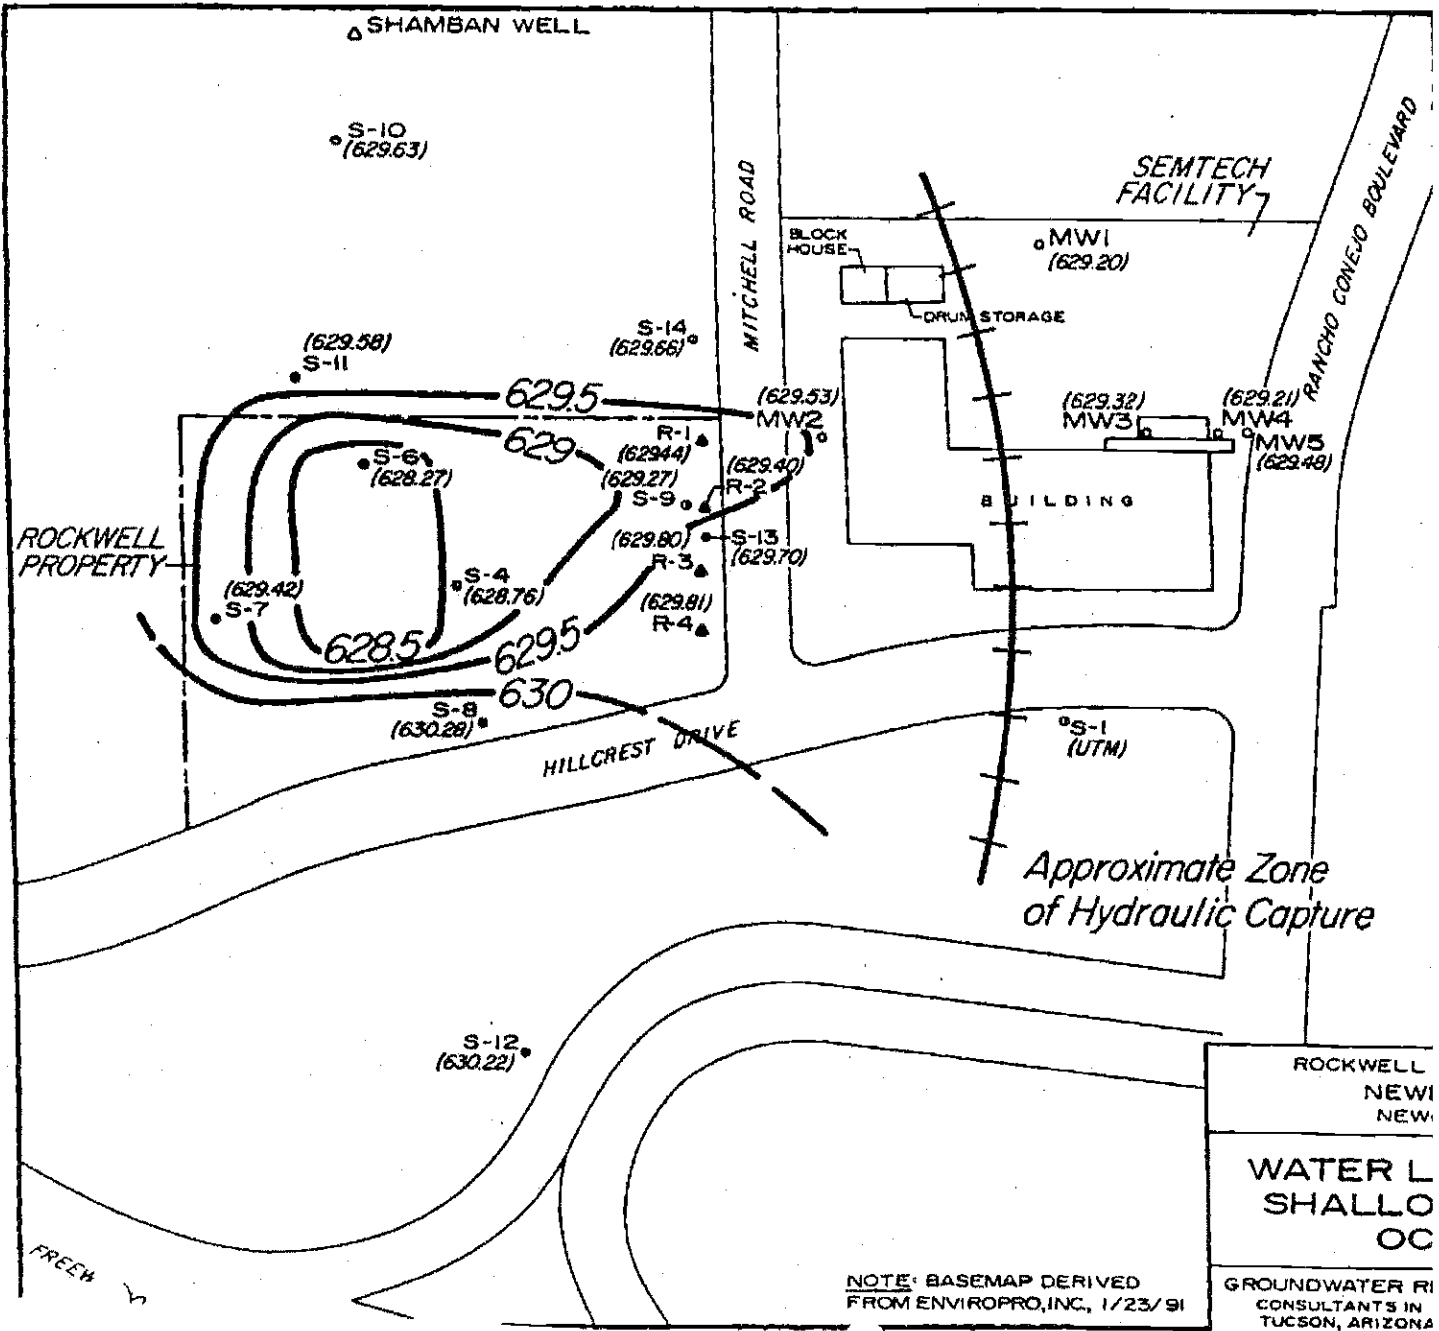 SHAMBAN WELL
S-10
(629.63)
MITCHELL ROAD
SEMTECH
FACILITY
RANCHO CONEJO BOULEVARD
BLOCK
HOUSE
MW1
(629.20)
DRUM STORAGE
(629.58)
S-11
S-14
(629.66)
629.5
(629.53)
MW2
(629.32)
MW3
(629.21)
MW4
MW5
(629.48)
R-1
(629.44)
629
S-6
(628.27)
(629.27)
S-9
(629.40)
R-2
BUILDING
ROCKWELL
PROPERTY
(629.80)
R-3
S-13
(629.70)
(629.42)
S-7
S-4
(628.76)
(629.81)
R-4
628.5
629.5
630
S-8
(630.28)
HILLCREST DRIVE
S-1
(UTM)
Approximate Zone
of Hydraulic Capture
S-12
(630.22)
FREEW
NOTE: BASEMAP DERIVED
FROM ENVIROPRO, INC., 1/23/91
ROCKWELL
NEW
NEW
WATER L
SHALLO
OC
GROUNDWATER R
CONSULTANTS IN
TUCSON, ARIZONA